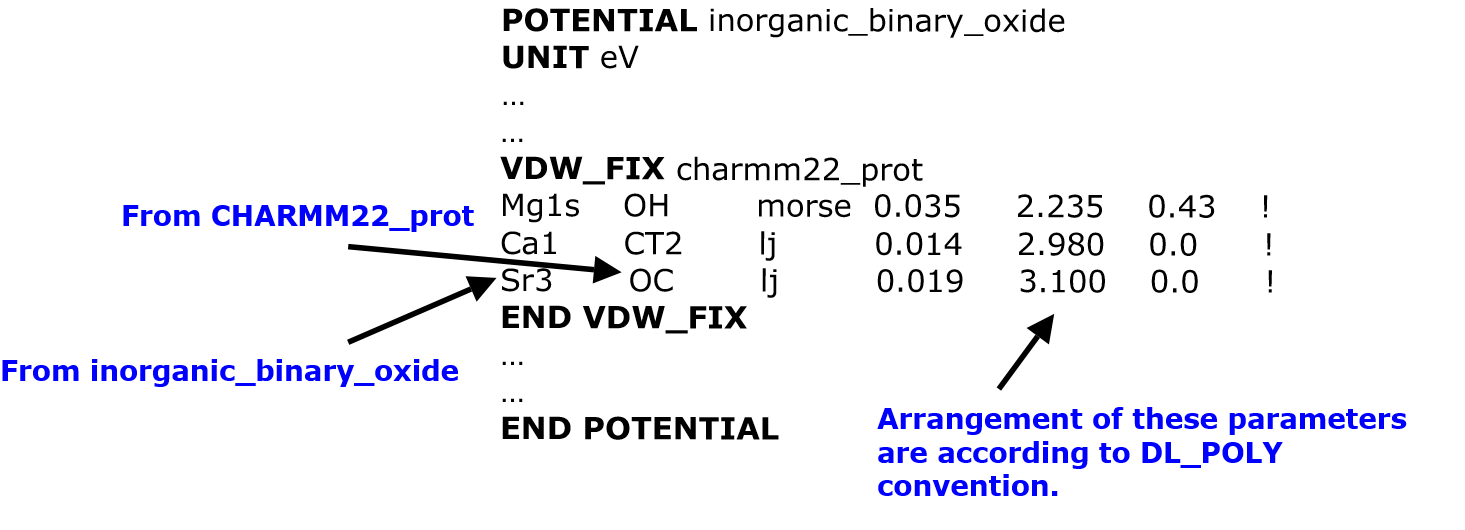 POTENTIAL inorganic_binary_oxide
UNIT eV
...
...
VDW_FIX charmm22_prot
From CHARMM22_prot
Mg1s OH morse 0.035 2.235 0.43 !
Ca1 CT2 lj 0.014 2.980 0.0 !
Sr3 OC lj 0.019 3.100 0.0 !
END VDW_FIX
From inorganic_binary_oxide
...
...
END POTENTIAL
Arrangement of these parameters
are according to DL_POLY
convention.